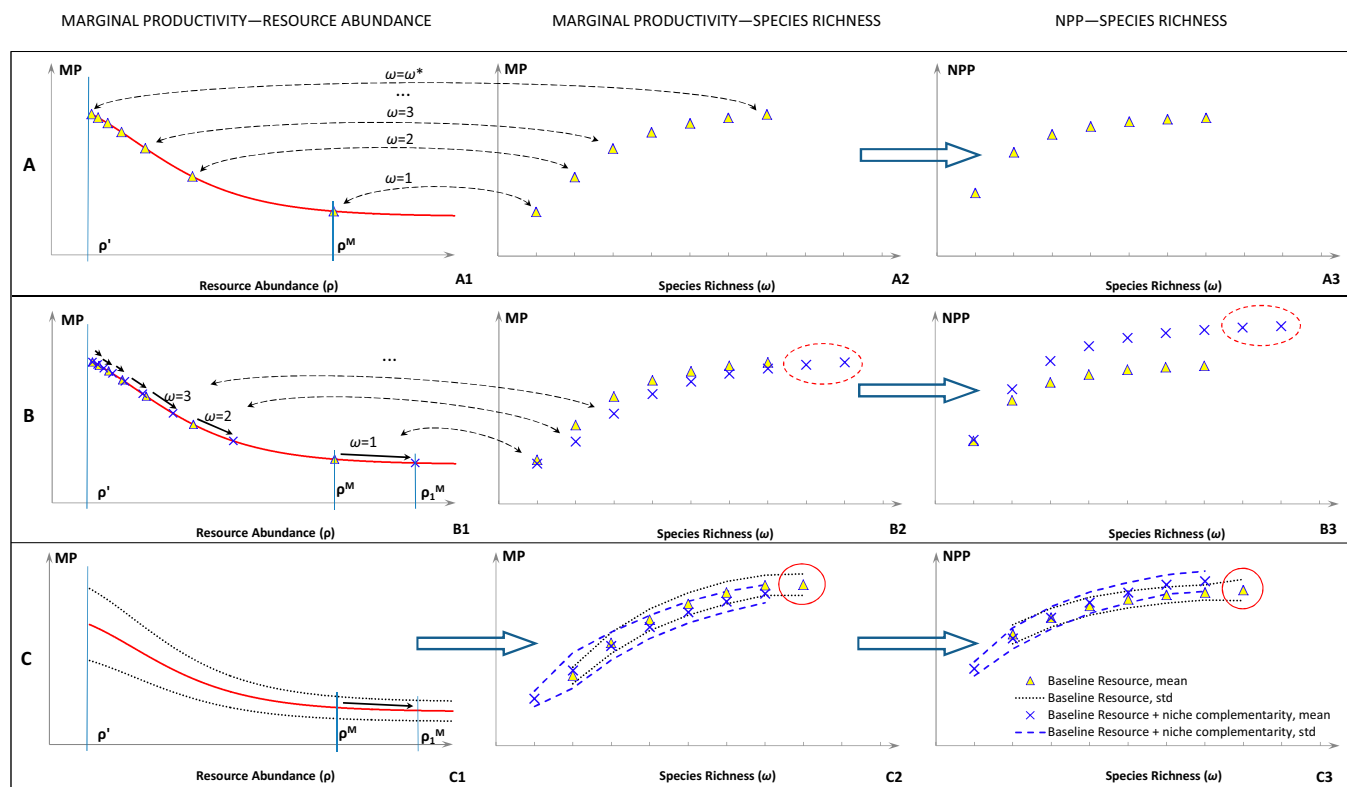 MARGINAL PRODUCTIVITY—RESOURCE ABUNDANCE
MARGINAL PRODUCTIVITY—SPECIES RICHNESS
NPP—SPECIES RICHNESS
A
MP
ω=ω*
...
ω=3
ω=2
ω=1
ρ'
ρᴹ
Resource Abundance (ρ)
A1
MP
Species Richness (ω)
A2
NPP
Species Richness (ω)
A3
B
MP
...
ω=3
ω=2
ω=1
ρ'
ρᴹ
ρ₁ᴹ
Resource Abundance (ρ)
B1
MP
Species Richness (ω)
B2
NPP
Species Richness (ω)
B3
C
MP
ρ'
ρᴹ
ρ₁ᴹ
Resource Abundance (ρ)
C1
MP
Species Richness (ω)
C2
NPP
Baseline Resource, mean
Baseline Resource, std
Baseline Resource + niche complementarity, mean
Baseline Resource + niche complementarity, std
Species Richness (ω)
C3